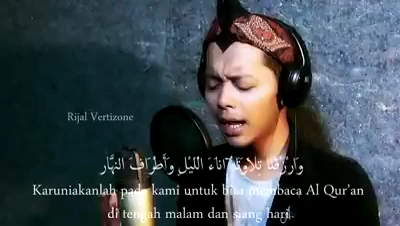 Rijal Vertizone
وَارْزُقْنَا تِلَاوَتَهُ آنَاءَ اللَّيْلِ وَأَطْرَافَ النَّهَارِ
Karuniakanlah pada kami untuk bisa membaca Al Qur'an
di tengah malam dan siang hari.